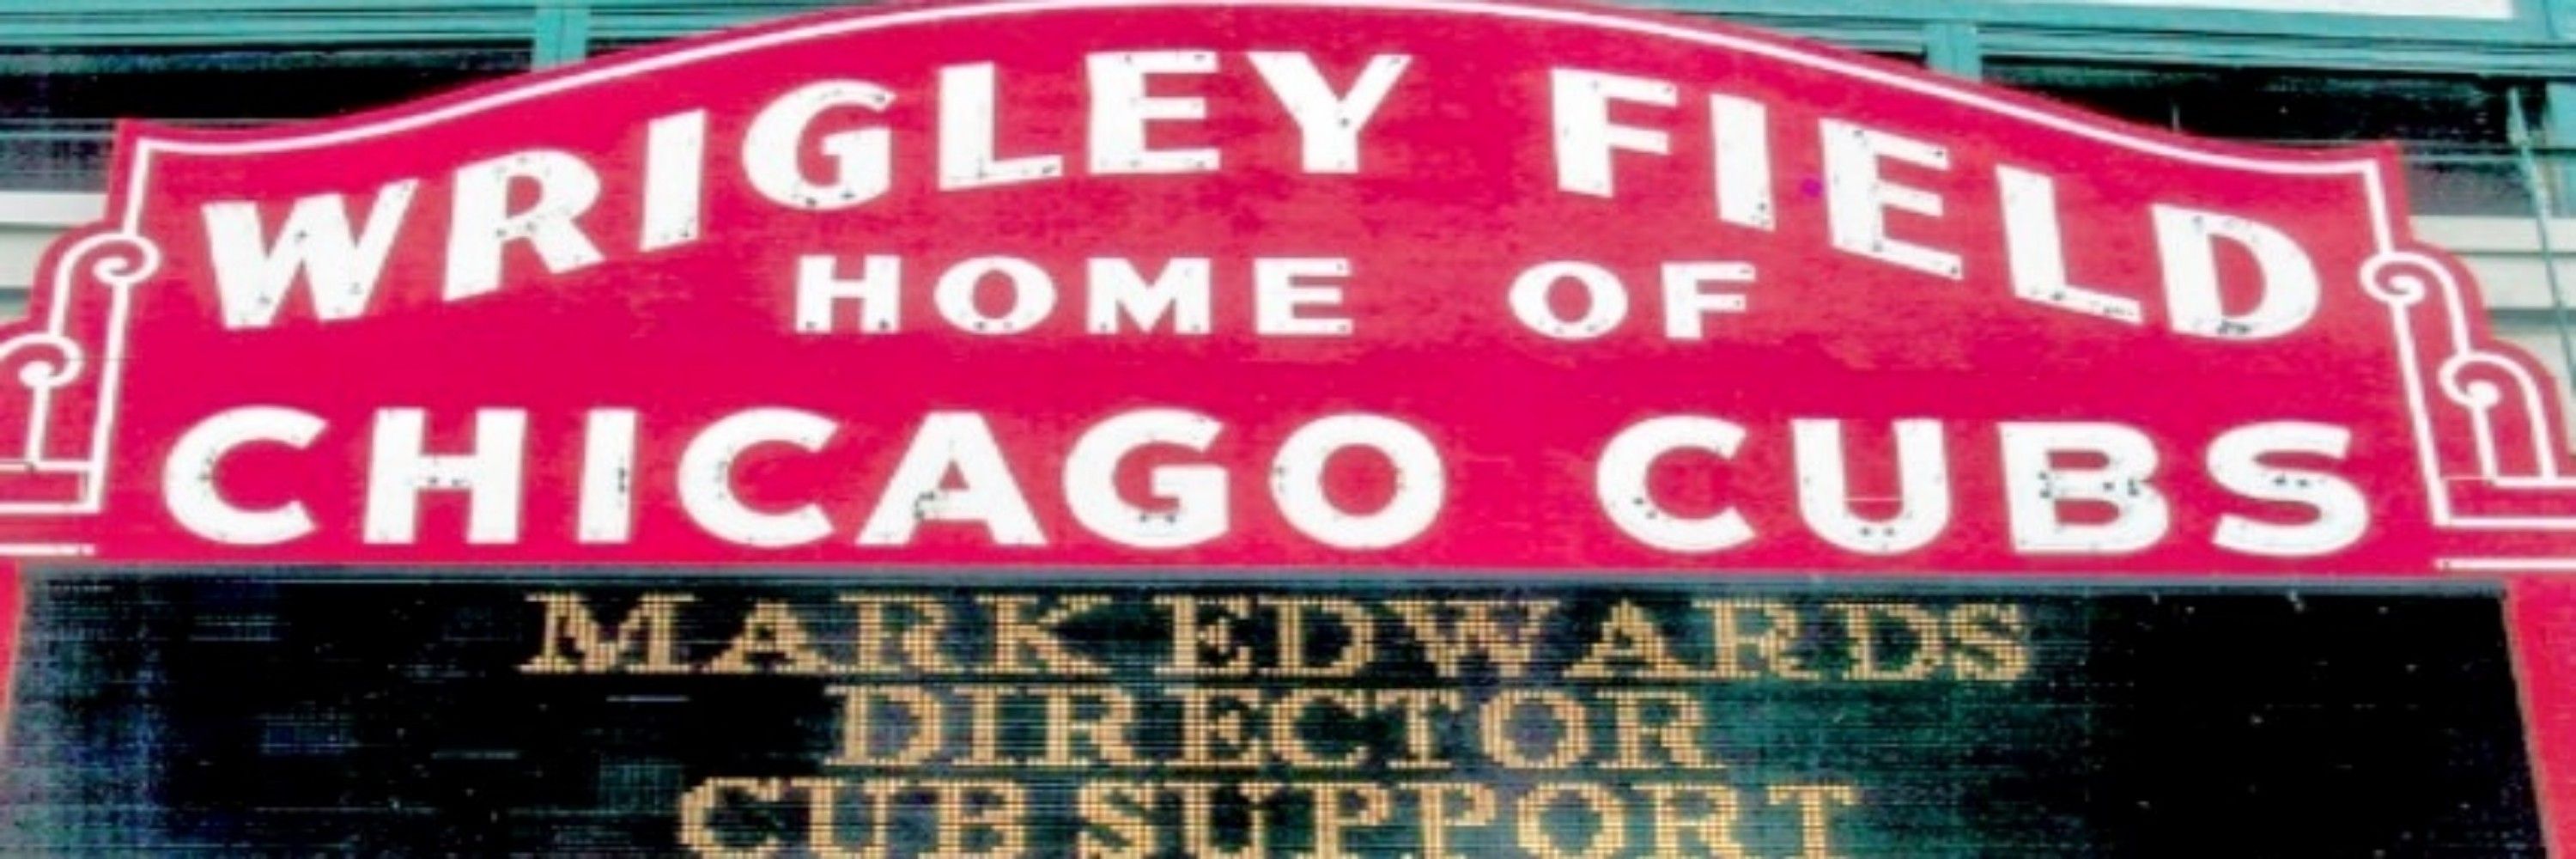 WRIGLEY FIELD
HOME OF
CHICAGO CUBS
MARK EDWARDS
DIRECTOR
CUB SUPPORT